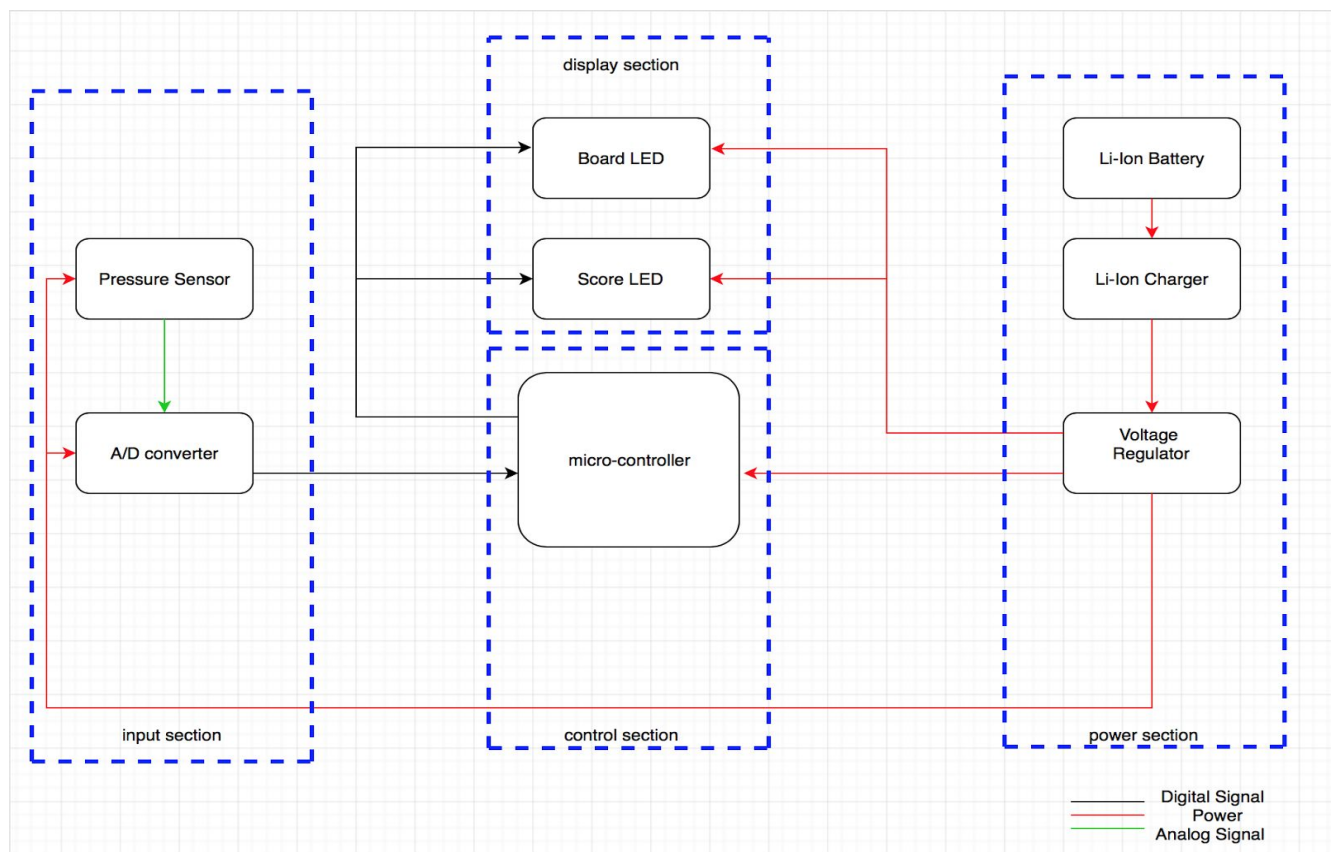 display section
Board LED
Score LED
Li-Ion Battery
Li-Ion Charger
Pressure Sensor
A/D converter
micro-controller
Voltage
Regulator
input section
control section
power section
Digital Signal
Power
Analog Signal